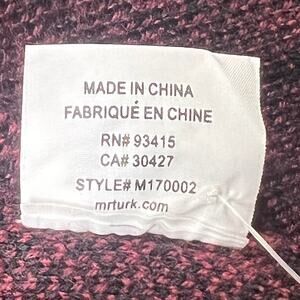 MADE IN CHINA
FABRIQUÉ EN CHINE
RN# 93415
CA# 30427
STYLE# M170002
mrturk.com